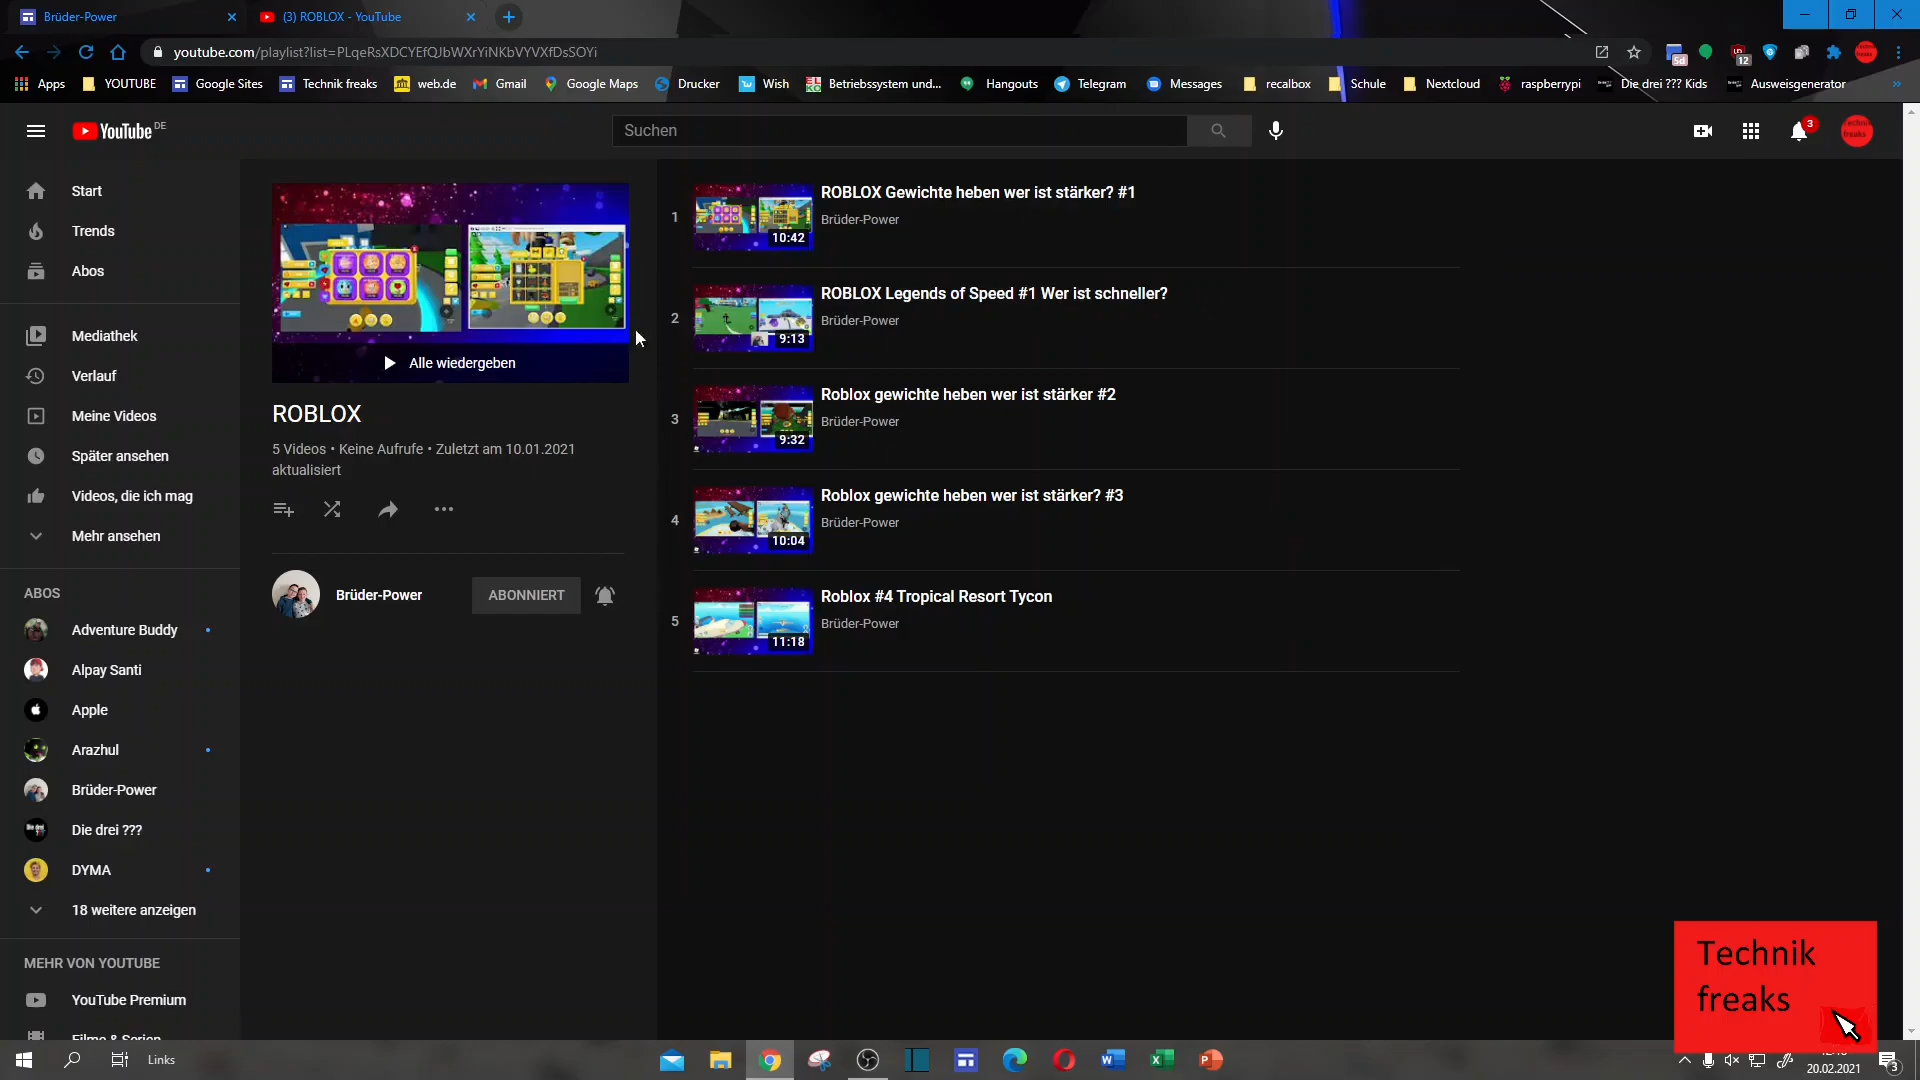 Brüder-Power
(3) ROBLOX - YouTube
youtube.com/playlist?list=PLqeRsXDCYEfQJbWXrYiNKbVYVXfDsSOYi
Sd
12
Apps
YOUTUBE
Google Sites
Technik freaks
web.de
Gmail
Google Maps
Drucker
Wish
Betriebssystem und...
Hangouts
Telegram
Messages
recalbox
Schule
Nextcloud
raspberrypi
Die drei ??? Kids
Ausweisgenerator
YouTube DE
Suchen
3
Technik
freaks
Start
Trends
Abos
Mediathek
Verlauf
Meine Videos
Später ansehen
Videos, die ich mag
Mehr ansehen
ABOS
Adventure Buddy
Alpay Santi
Apple
Arazhul
Brüder-Power
Die drei ???
DYMA
18 weitere anzeigen
MEHR VON YOUTUBE
YouTube Premium
Filme & Serien
Alle wiedergeben
ROBLOX
5 Videos • Keine Aufrufe • Zuletzt am 10.01.2021
aktualisiert
Brüder-Power
ABONNIERT
1
10:42
ROBLOX Gewichte heben wer ist stärker? #1
Brüder-Power
2
9:13
ROBLOX Legends of Speed #1 Wer ist schneller?
Brüder-Power
3
9:32
Roblox gewichte heben wer ist stärker #2
Brüder-Power
4
10:04
Roblox gewichte heben wer ist stärker? #3
Brüder-Power
5
11:18
Roblox #4 Tropical Resort Tycon
Brüder-Power
Technik
freaks
Links
20.02.2021
3